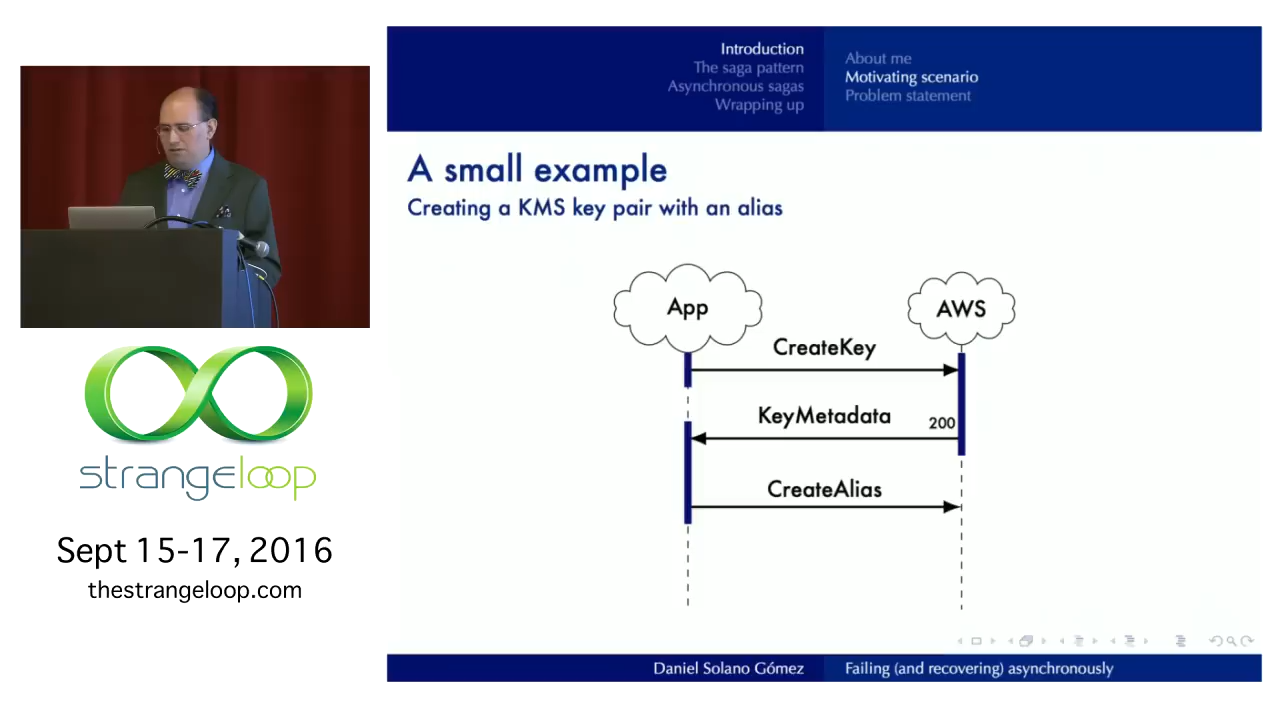 Introduction
The saga pattern
Asynchronous sagas
Wrapping up
About me
Motivating scenario
Problem statement
A small example
Creating a KMS key pair with an alias
App
AWS
CreateKey
KeyMetadata
200
CreateAlias
Daniel Solano Gómez
Failing (and recovering) asynchronously
strangeloop
Sept 15-17, 2016
thestrangeloop.com